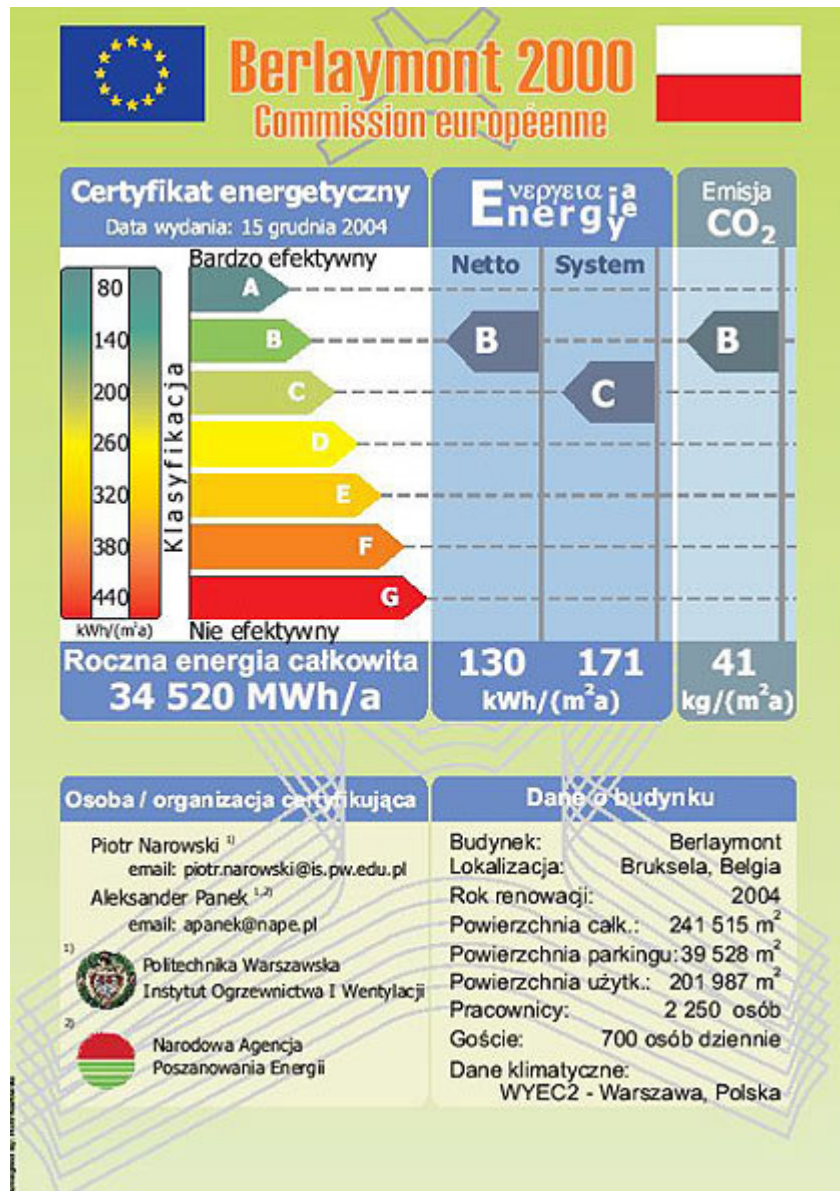 Berlaymont 2000
Commission européenne
Certyfikat energetyczny
Data wydania: 15 grudnia 2004
Eνεργεια
Energia
y e
Emisja
CO₂
Bardzo efektywny
Netto
System
80
140
200
260
320
380
440
kWh/(m²a)
Klasyfikacja
A
B
C
D
E
F
G
B
C
B
Nie efektywny
Roczna energia całkowita
34 520 MWh/a
130 171
kWh/(m²a)
41
kg/(m²a)
Osoba / organizacja certyfikująca
Piotr Narowski ¹⁾
email: piotr.narowski@is.pw.edu.pl
Aleksander Panek ¹,²⁾
email: apanek@nape.pl
1)
Politechnika Warszawska
Instytut Ogrzewnictwa I Wentylacji
2)
Narodowa Agencja
Poszanowania Energii
Dane o budynku
Budynek: Berlaymont
Lokalizacja: Bruksela, Belgia
Rok renowacji: 2004
Powierzchnia całk.: 241 515 m²
Powierzchnia parkingu: 39 528 m²
Powierzchnia użytk.: 201 987 m²
Pracownicy: 2 250 osób
Goście: 700 osób dziennie
Dane klimatyczne:
WYEC2 - Warszawa, Polska